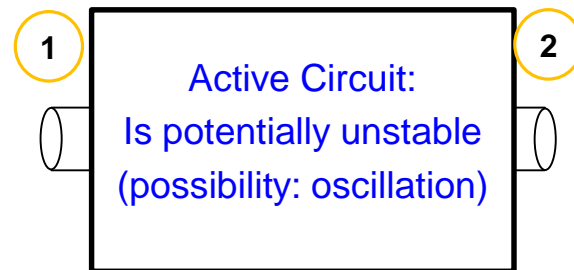 1
2
Active Circuit:
Is potentially unstable
(possibility: oscillation)